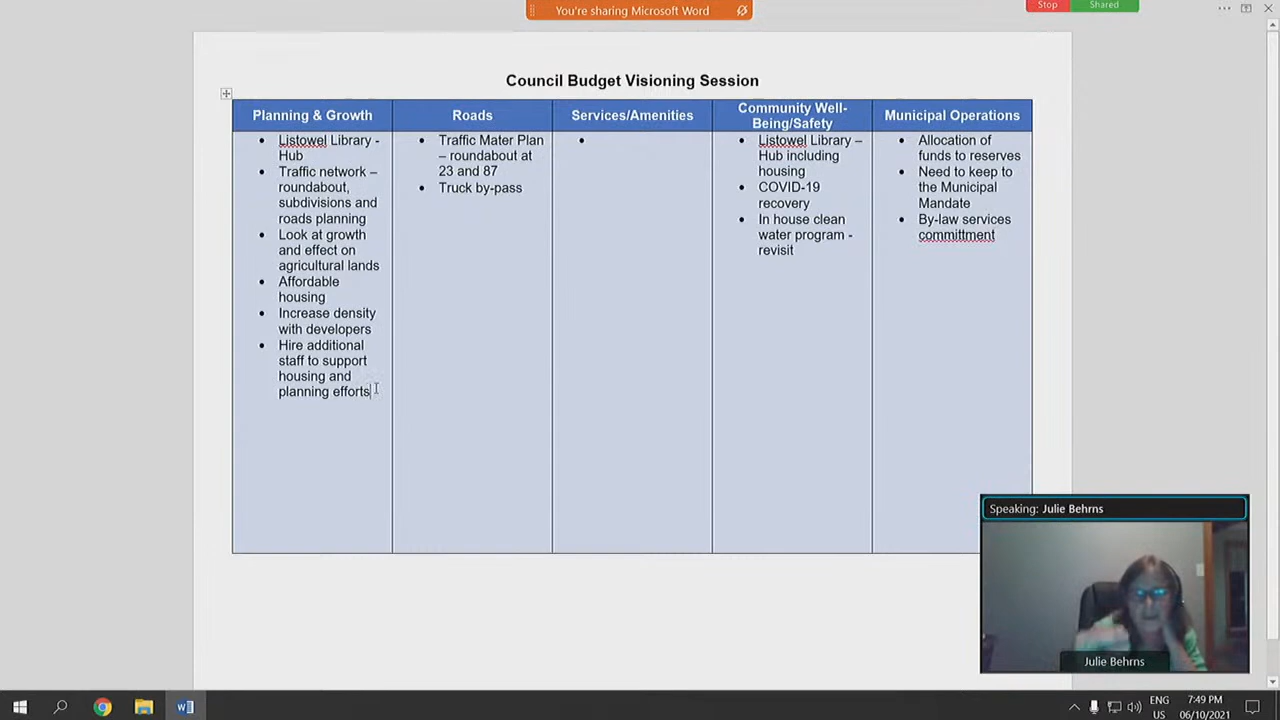 You're sharing Microsoft Word
Stop
Shared
Council Budget Visioning Session
Planning & Growth
Listowel Library -
Hub
Traffic network –
roundabout,
subdivisions and
roads planning
Look at growth
and effect on
agricultural lands
Affordable
housing
Increase density
with developers
Hire additional
staff to support
housing and
planning efforts
Roads
Traffic Mater Plan
– roundabout at
23 and 87
Truck by-pass
Services/Amenities
Community Well-
Being/Safety
Listowel Library –
Hub including
housing
COVID-19
recovery
In house clean
water program -
revisit
Municipal Operations
Allocation of
funds to reserves
Need to keep to
the Municipal
Mandate
By-law services
committment
Speaking: Julie Behrns
Julie Behrns
ENG
US
7:49 PM
06/10/2021